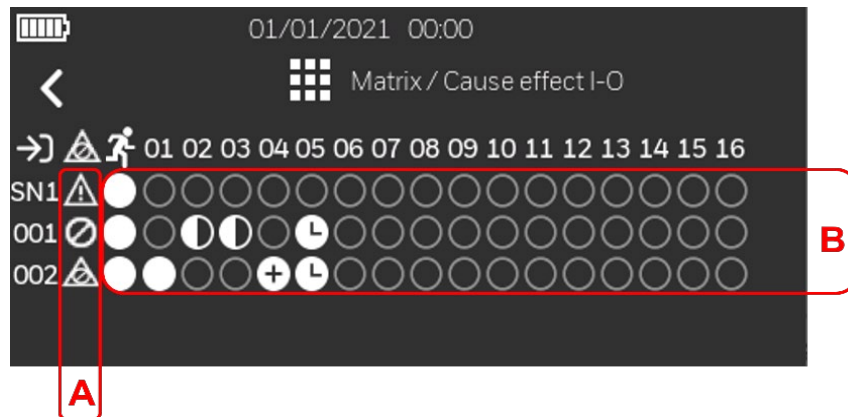 01/01/2021 00:00
Matrix / Cause effect I-O
01 02 03 04 05 06 07 08 09 10 11 12 13 14 15 16
SN1
001
002
B
A